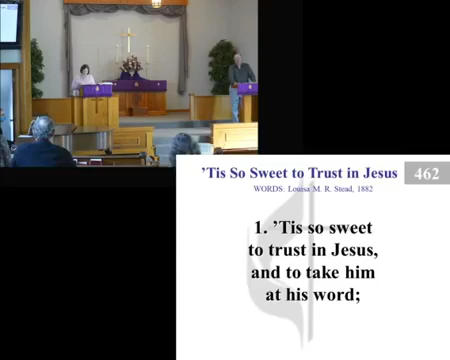 ’Tis So Sweet to Trust in Jesus 462
WORDS: Louisa M. R. Stead, 1882
1. ’Tis so sweet
to trust in Jesus,
and to take him
at his word;